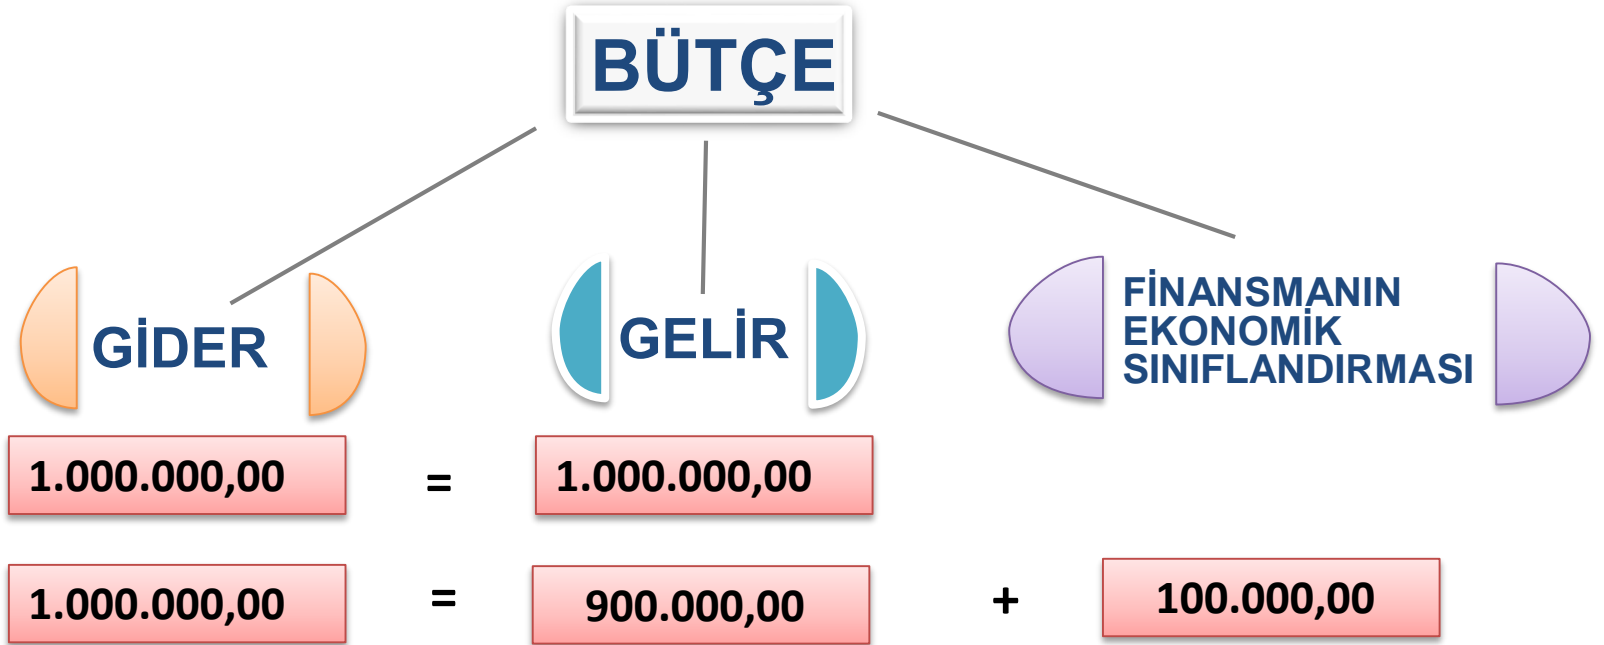 BÜTÇE
GİDER
GELİR
FİNANSMANIN
EKONOMİK
SINIFLANDIRMASI
1.000.000,00 = 1.000.000,00
1.000.000,00 = 900.000,00 + 100.000,00